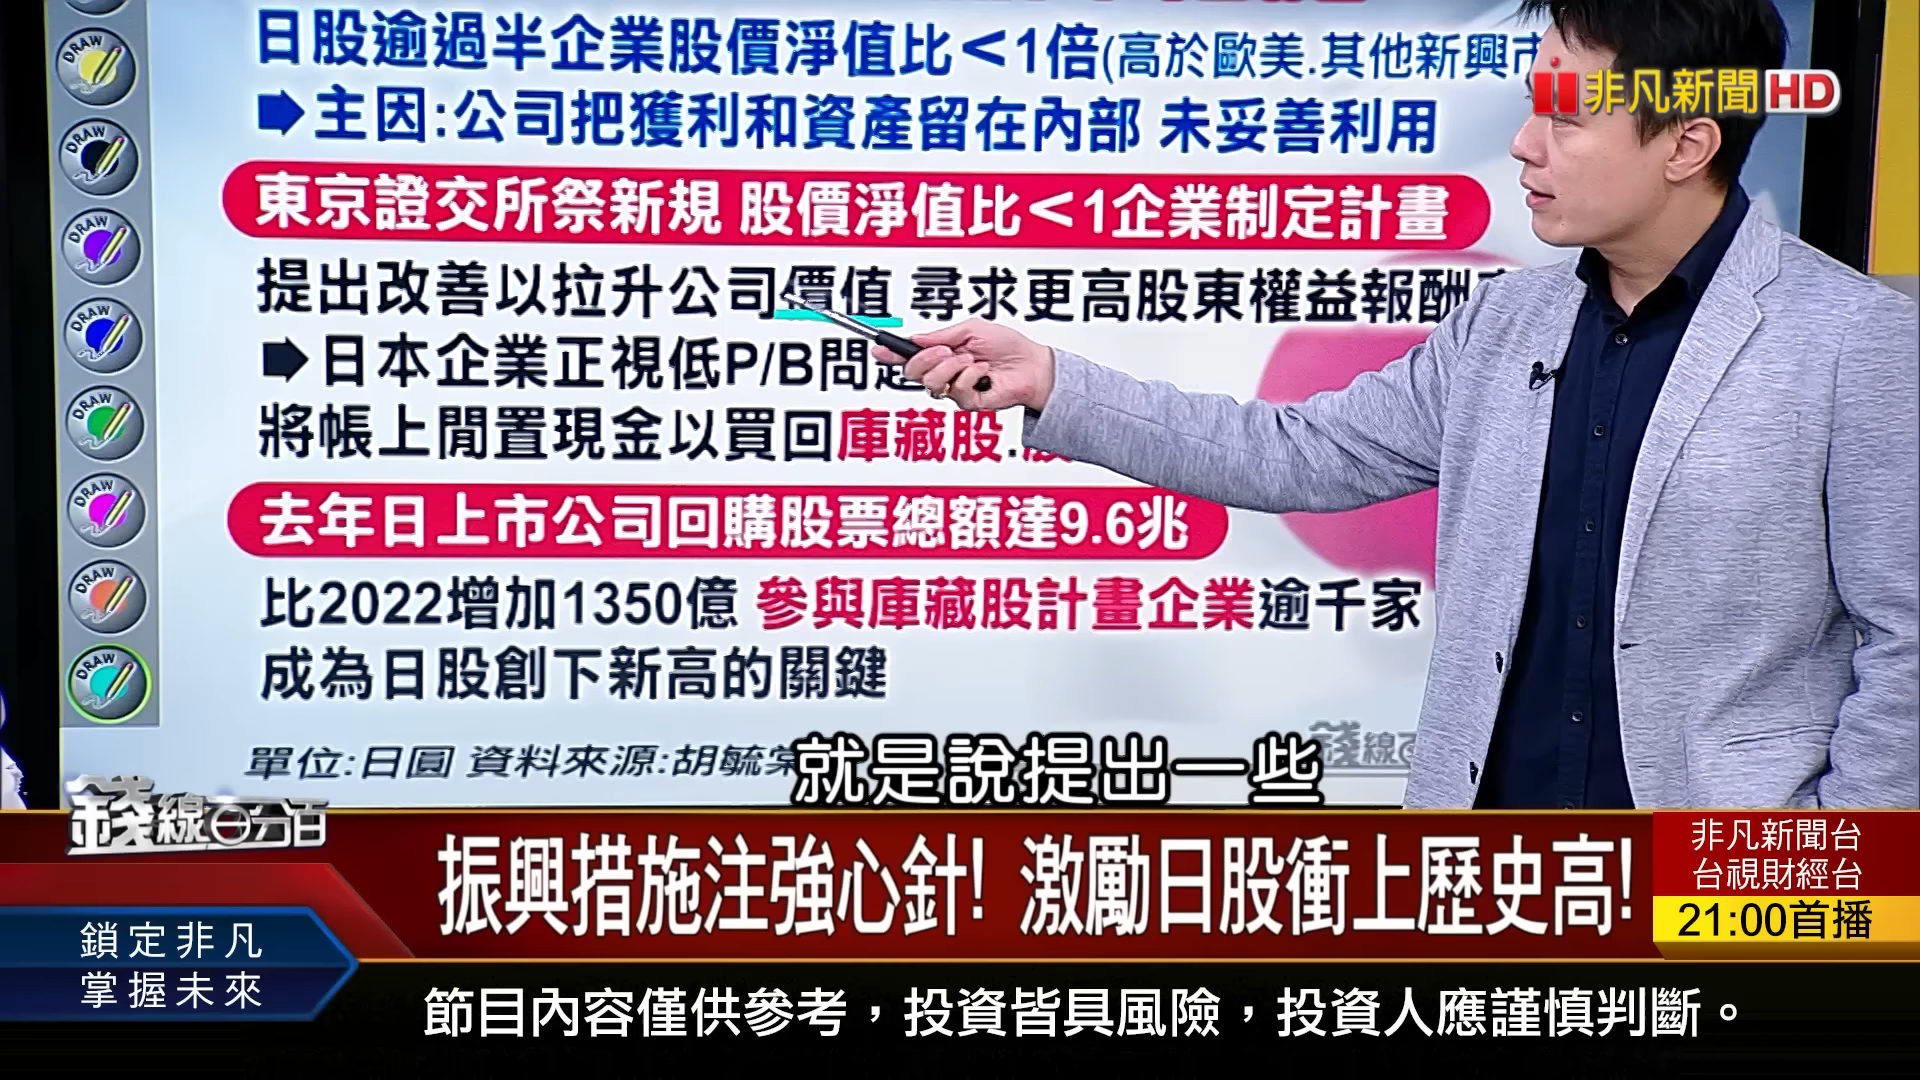 日股逾過半企業股價淨值比<1倍(高於歐美.其他新興市
非凡新聞HD
➡主因:公司把獲利和資產留在內部 未妥善利用
東京證交所祭新規 股價淨值比<1企業制定計畫
提出改善以拉升公司價值 尋求更高股東權益報酬
➡日本企業正視低P/B問題
將帳上閒置現金以買回庫藏股.
去年日上市公司回購股票總額達9.6兆
比2022增加1350億 參與庫藏股計畫企業逾千家
成為日股創下新高的關鍵
單位:日圓 資料來源:胡毓棠
就是說提出一些
錢線百分百
振興措施注強心針! 激勵日股衝上歷史高!
非凡新聞台
台視財經台
21:00首播
鎖定非凡
掌握未來
節目內容僅供參考，投資皆具風險，投資人應謹慎判斷。
DRAW
DRAW
DRAW
DRAW
DRAW
DRAW
DRAW
DRAW